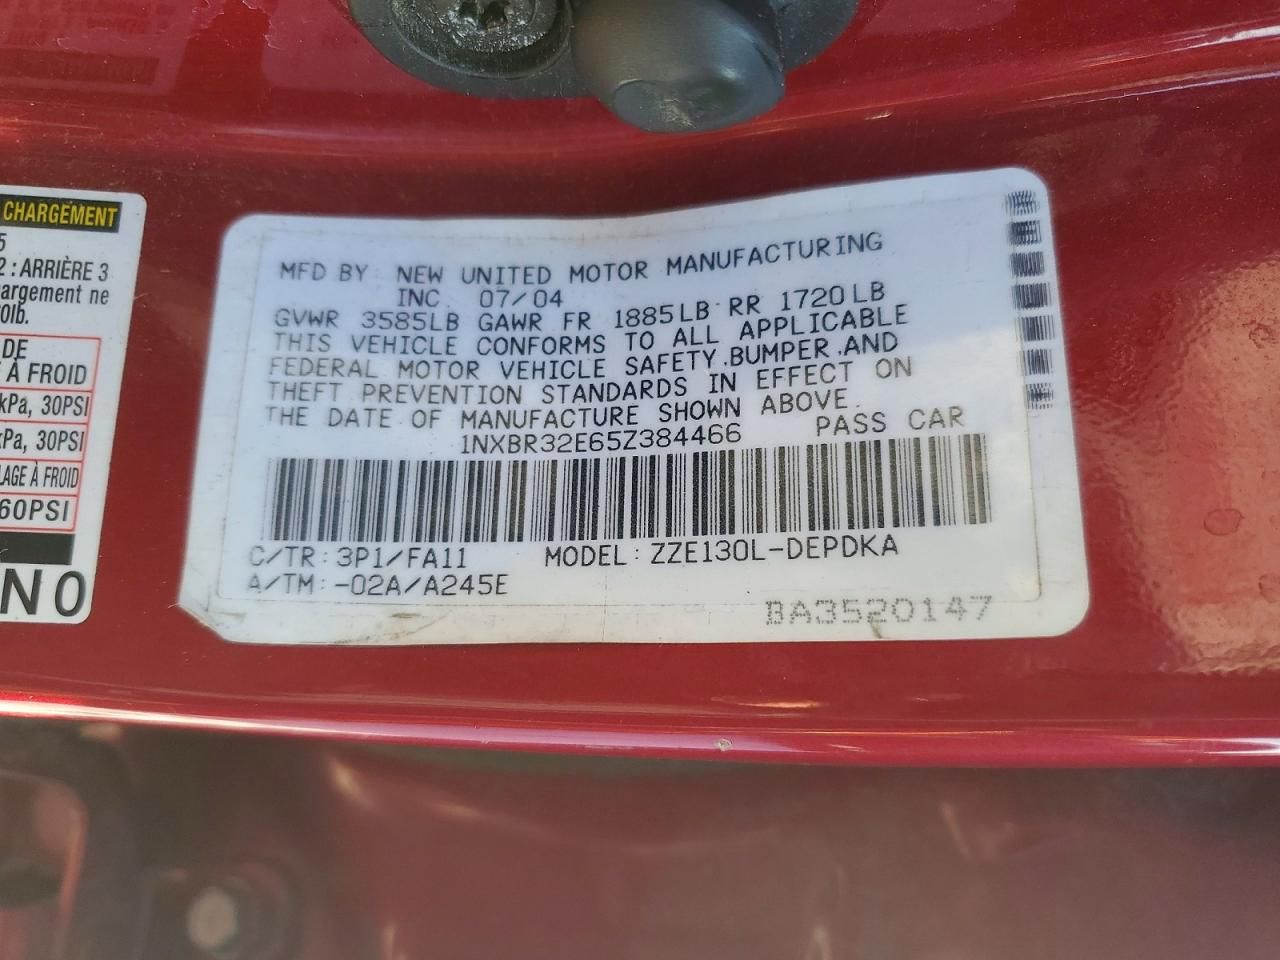 CHARGEMENT
5
2 : ARRIÈRE 3
argement ne
0lb.
DE
À FROID
kPa, 30PSI
kPa, 30PSI
LAGE À FROID
60PSI
NO
MFD BY: NEW UNITED MOTOR MANUFACTURING
INC 07/04
GVWR 3585LB GAWR FR 1885LB RR 1720LB
THIS VEHICLE CONFORMS TO ALL APPLICABLE
FEDERAL MOTOR VEHICLE SAFETY, BUMPER, AND
THEFT PREVENTION STANDARDS IN EFFECT ON
THE DATE OF MANUFACTURE SHOWN ABOVE.
1NXBR32E65Z384466 PASS CAR
C/TR: 3P1/FA11 MODEL: ZZE130L-DEPDKA
A/TM: -02A/A245E
BA3520147